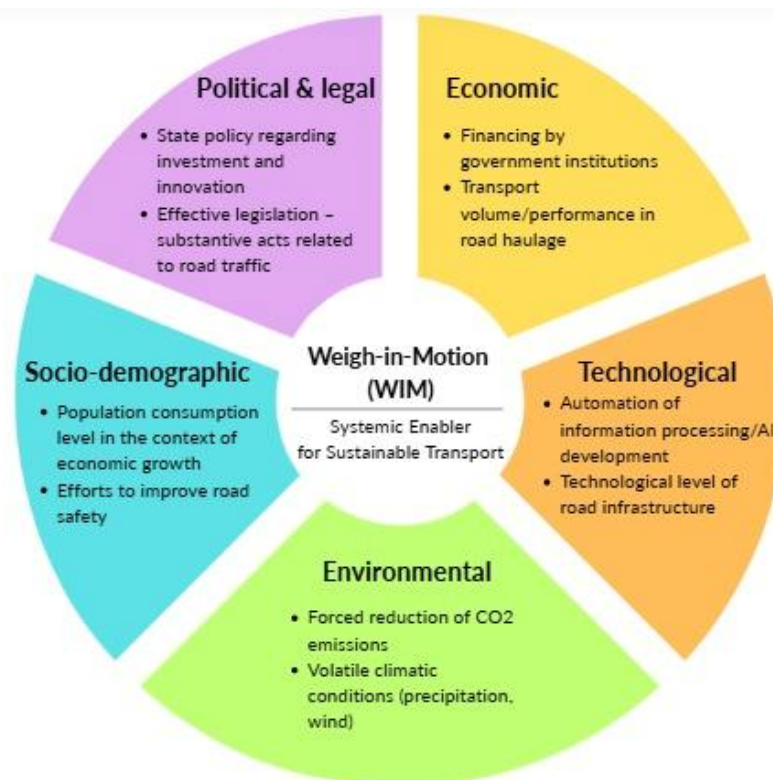 Political & legal
• State policy regarding
investment and
innovation
• Effective legislation –
substantive acts related
to road traffic
Economic
• Financing by
government institutions
• Transport
volume/performance in
road haulage
Socio-demographic
• Population consumption
level in the context of
economic growth
• Efforts to improve road
safety
Weigh-in-Motion
(WIM)
Systemic Enabler
for Sustainable Transport
Technological
• Automation of
information processing/AI
development
• Technological level of
road infrastructure
Environmental
• Forced reduction of CO2
emissions
• Volatile climatic
conditions (precipitation,
wind)